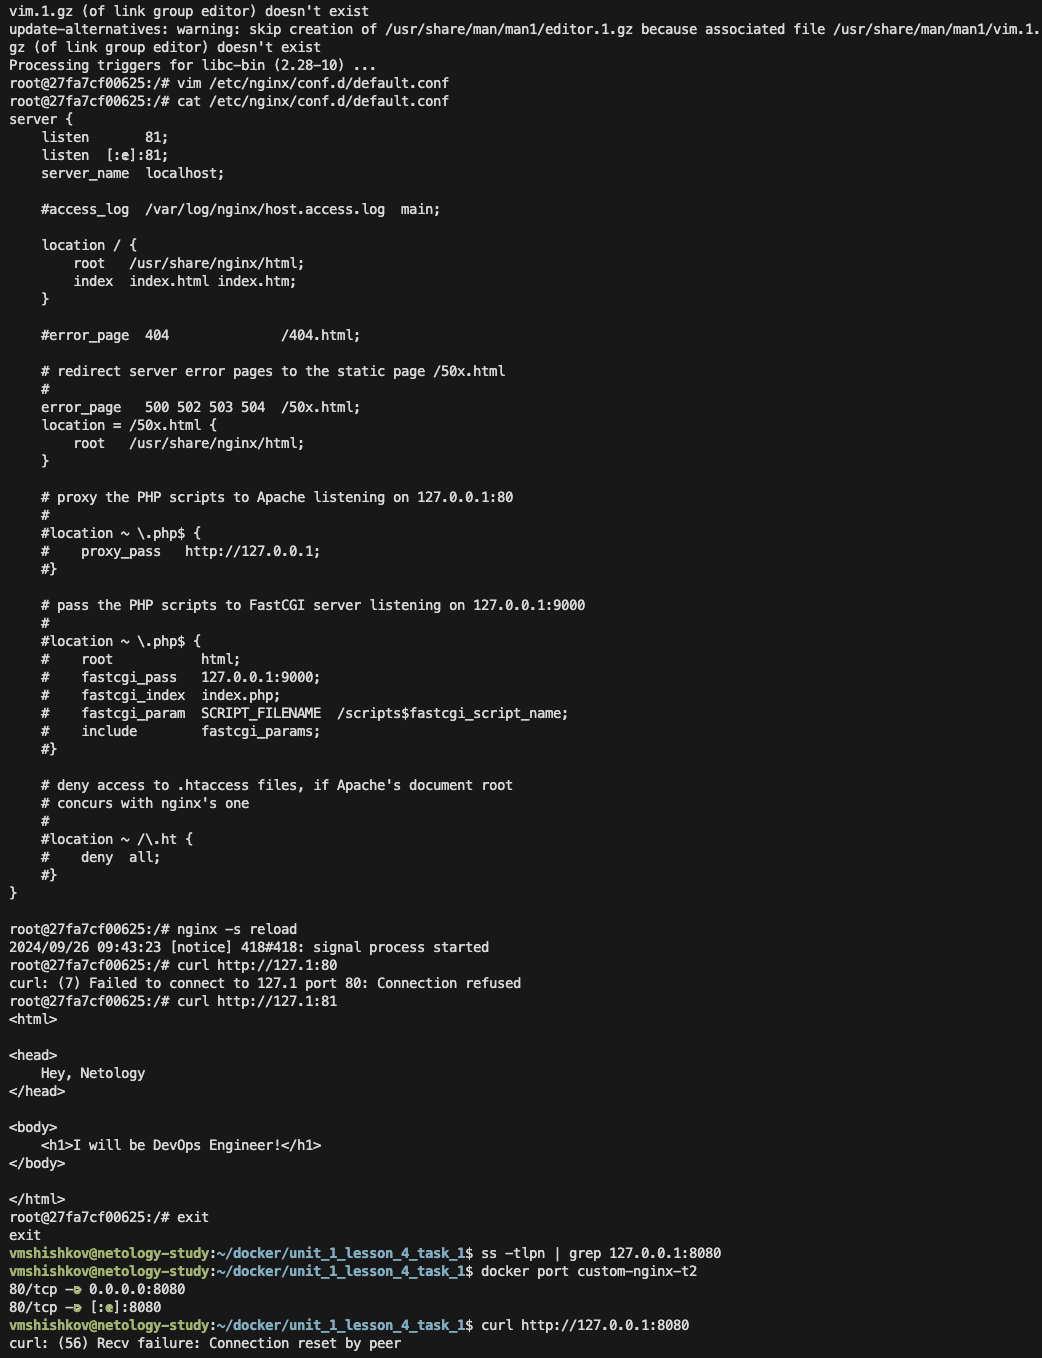 vim.1.gz (of link group editor) doesn't exist
update-alternatives: warning: skip creation of /usr/share/man/man1/editor.1.gz because associated file /usr/share/man/man1/vim.1.
gz (of link group editor) doesn't exist
Processing triggers for libc-bin (2.28-10) ...
root@27fa7cf00625:/# vim /etc/nginx/conf.d/default.conf
root@27fa7cf00625:/# cat /etc/nginx/conf.d/default.conf
server {
    listen       81;
    listen  [::]:81;
    server_name  localhost;

    #access_log  /var/log/nginx/host.access.log  main;

    location / {
        root   /usr/share/nginx/html;
        index  index.html index.htm;
    }

    #error_page  404              /404.html;

    # redirect server error pages to the static page /50x.html
    #
    error_page   500 502 503 504  /50x.html;
    location = /50x.html {
        root   /usr/share/nginx/html;
    }

    # proxy the PHP scripts to Apache listening on 127.0.0.1:80
    #
    #location ~ \.php$ {
    #    proxy_pass   http://127.0.0.1;
    #}

    # pass the PHP scripts to FastCGI server listening on 127.0.0.1:9000
    #
    #location ~ \.php$ {
    #    root           html;
    #    fastcgi_pass   127.0.0.1:9000;
    #    fastcgi_index  index.php;
    #    fastcgi_param  SCRIPT_FILENAME  /scripts$fastcgi_script_name;
    #    include        fastcgi_params;
    #}

    # deny access to .htaccess files, if Apache's document root
    # concurs with nginx's one
    #
    #location ~ /\.ht {
    #    deny  all;
    #}
}

root@27fa7cf00625:/# nginx -s reload
2024/09/26 09:43:23 [notice] 418#418: signal process started
root@27fa7cf00625:/# curl http://127.1:80
curl: (7) Failed to connect to 127.1 port 80: Connection refused
root@27fa7cf00625:/# curl http://127.1:81
<html>

<head>
    Hey, Netology
</head>

<body>
    <h1>I will be DevOps Engineer!</h1>
</body>

</html>
root@27fa7cf00625:/# exit
exit
vmshishkov@netology-study:~/docker/unit_1_lesson_4_task_1$ ss -tlpn | grep 127.0.0.1:8080
vmshishkov@netology-study:~/docker/unit_1_lesson_4_task_1$ docker port custom-nginx-t2
80/tcp -> 0.0.0.0:8080
80/tcp -> [::]:8080
vmshishkov@netology-study:~/docker/unit_1_lesson_4_task_1$ curl http://127.0.0.1:8080
curl: (56) Recv failure: Connection reset by peer